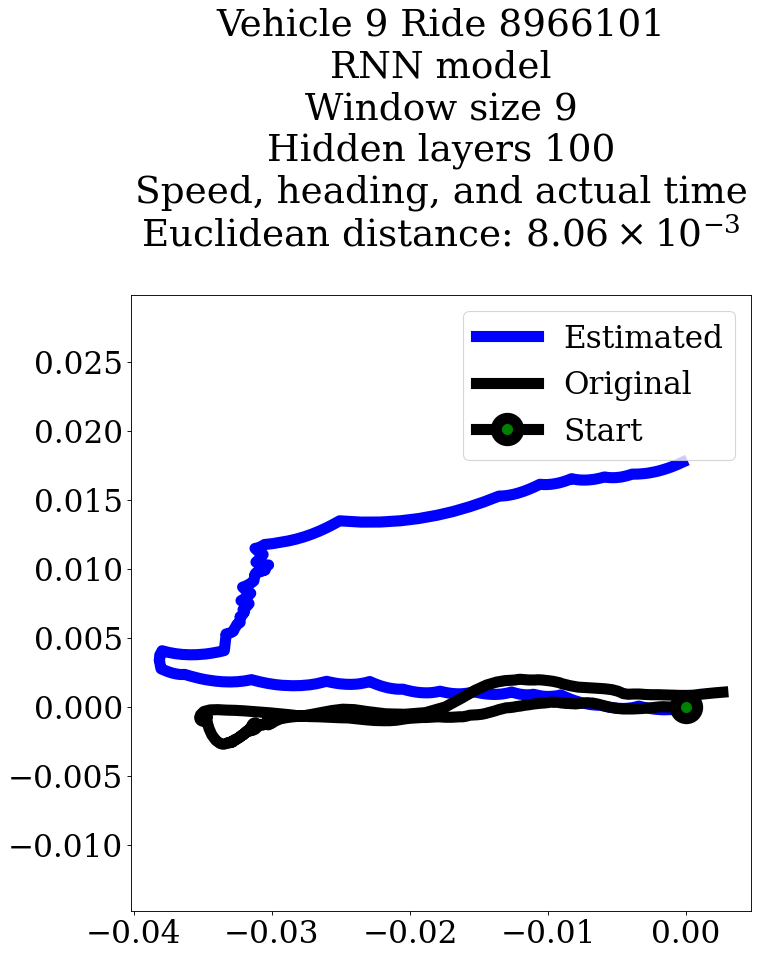 Vehicle 9 Ride 8966101
RNN model
Window size 9
Hidden layers 100
Speed, heading, and actual time
Euclidean distance: 8.06 × 10⁻³
Estimated
Original
Start
0.025
0.020
0.015
0.010
0.005
0.000
−0.005
−0.010
−0.04 −0.03 −0.02 −0.01 0.00